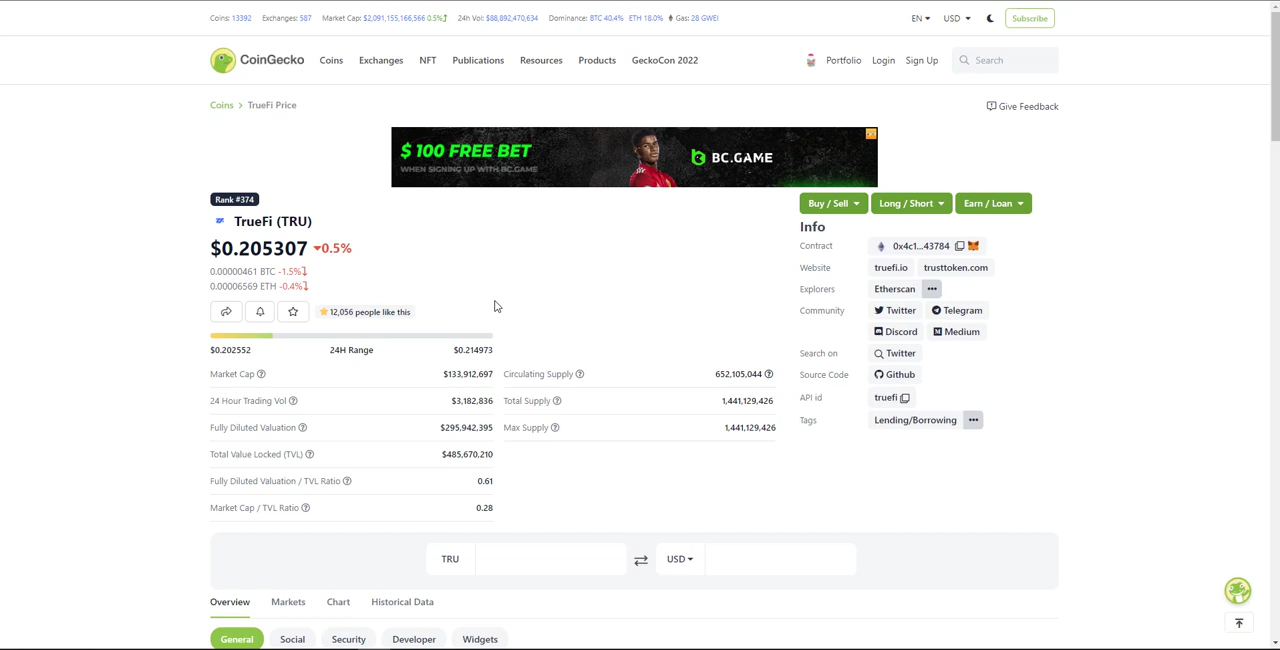 Coins: 13392 Exchanges: 587 Market Cap: $2,091,155,166,566 0.5% 24h Vol: $88,892,470,634 Dominance: BTC 40.4% ETH 18.0% Gas: 28 GWEI EN USD Subscribe
CoinGecko Coins Exchanges NFT Publications Resources Products GeckoCon 2022 Portfolio Login Sign Up Search
Coins > TrueFi Price Give Feedback
$ 100 FREE BET
WHEN SIGNING UP WITH BC.GAME
BC.GAME
Rank #374
TrueFi (TRU)
$0.205307 0.5%
0.00000461 BTC -1.5%
0.00006569 ETH -0.4%
12,056 people like this
$0.202552 24H Range $0.214973
Market Cap $133,912,697
24 Hour Trading Vol $3,182,836
Fully Diluted Valuation $295,942,395
Total Value Locked (TVL) $485,670,210
Fully Diluted Valuation / TVL Ratio 0.61
Market Cap / TVL Ratio 0.28
Circulating Supply 652,105,044
Total Supply 1,441,129,426
Max Supply 1,441,129,426
Buy / Sell Long / Short Earn / Loan
Info
Contract 0x4c1...43784
Website truefi.io trusttoken.com
Explorers Etherscan
Community Twitter Telegram
Discord Medium
Search on Twitter
Source Code Github
API id truefi
Tags Lending/Borrowing
TRU USD
Overview Markets Chart Historical Data
General Social Security Developer Widgets